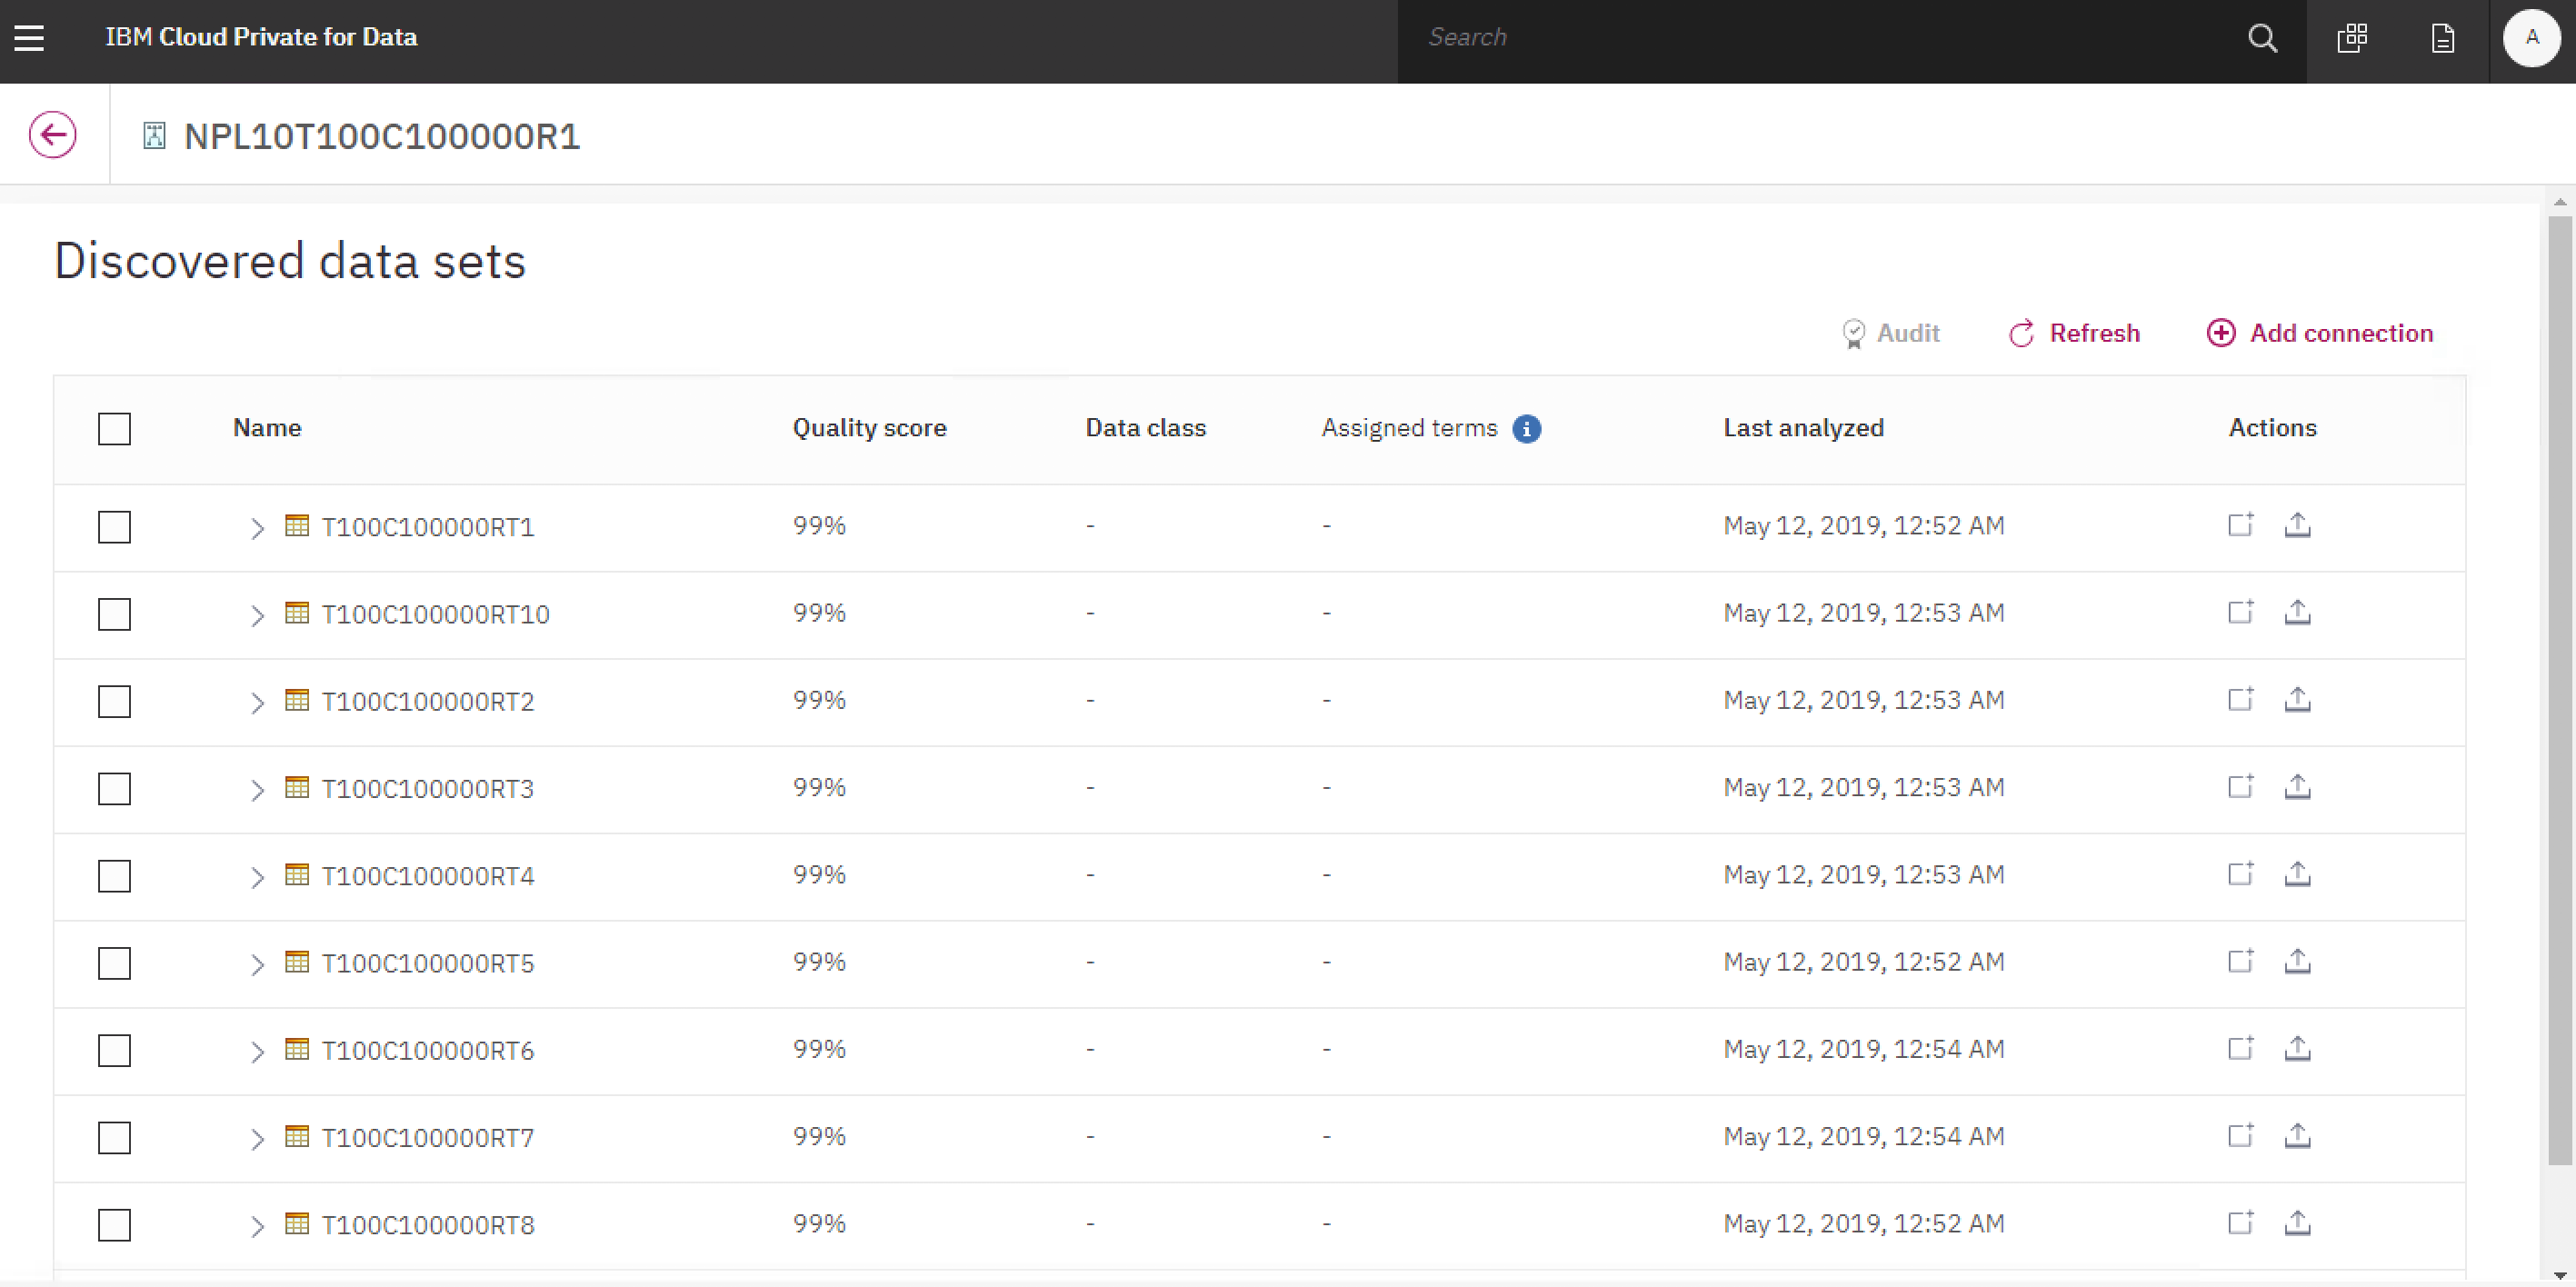 IBM Cloud Private for Data Search A
NPL10T100C100000R1
Discovered data sets
Audit Refresh Add connection
Name Quality score Data class Assigned terms i Last analyzed Actions
T100C100000RT1 99% - - May 12, 2019, 12:52 AM
T100C100000RT10 99% - - May 12, 2019, 12:53 AM
T100C100000RT2 99% - - May 12, 2019, 12:53 AM
T100C100000RT3 99% - - May 12, 2019, 12:53 AM
T100C100000RT4 99% - - May 12, 2019, 12:53 AM
T100C100000RT5 99% - - May 12, 2019, 12:52 AM
T100C100000RT6 99% - - May 12, 2019, 12:54 AM
T100C100000RT7 99% - - May 12, 2019, 12:54 AM
T100C100000RT8 99% - - May 12, 2019, 12:52 AM